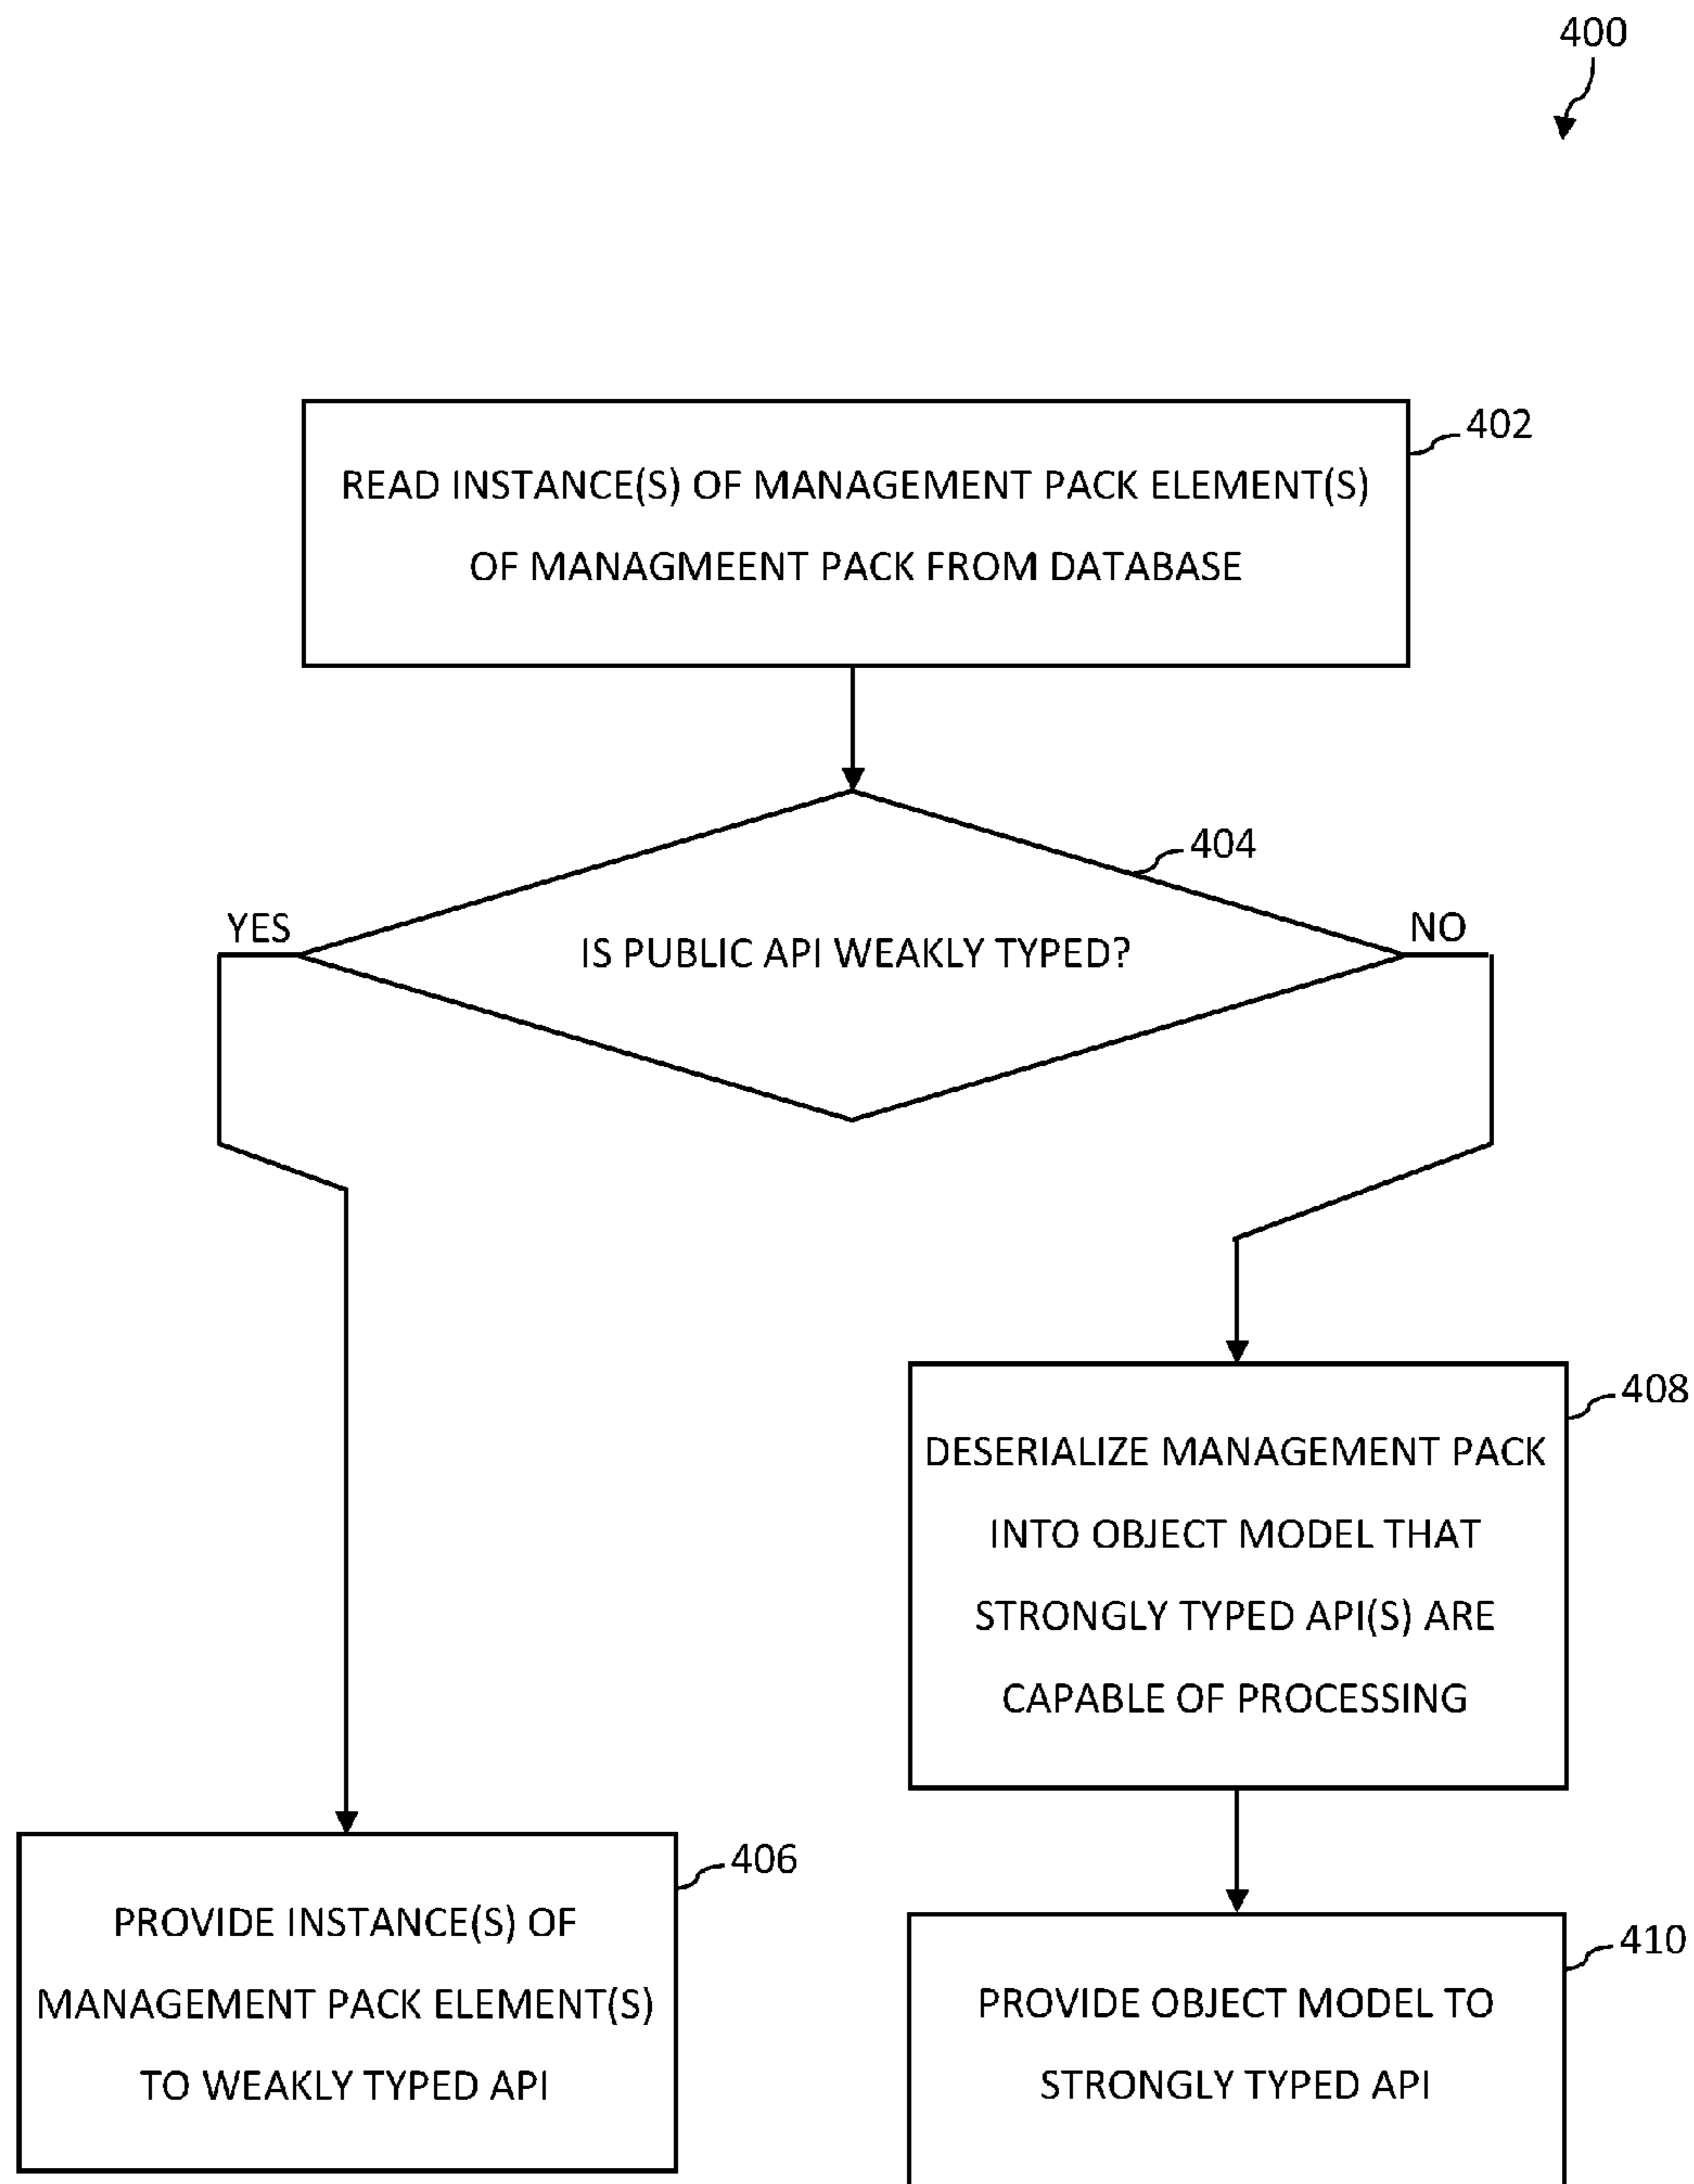 400
402
READ INSTANCE(S) OF MANAGEMENT PACK ELEMENT(S)
OF MANAGMEENT PACK FROM DATABASE
404
YES
IS PUBLIC API WEAKLY TYPED?
NO
408
DESERIALIZE MANAGEMENT PACK
INTO OBJECT MODEL THAT
STRONGLY TYPED API(S) ARE
CAPABLE OF PROCESSING
406
PROVIDE INSTANCE(S) OF
MANAGEMENT PACK ELEMENT(S)
TO WEAKLY TYPED API
410
PROVIDE OBJECT MODEL TO
STRONGLY TYPED API